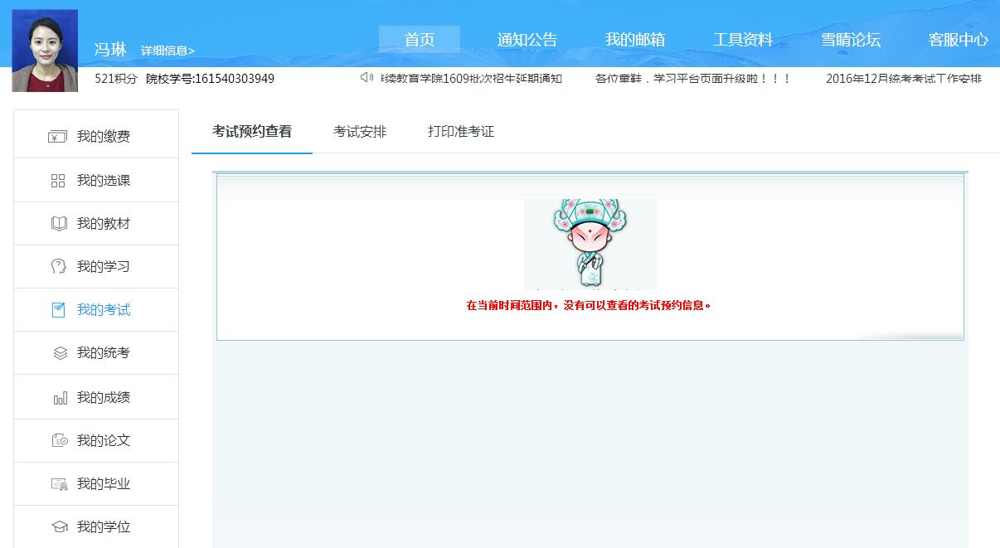 冯琳 详细信息>
首页 通知公告 我的邮箱 工具资料 雪晴论坛 客服中心
521积分 院校学号:161540303949
续教育学院1609批次招生延期通知 各位童鞋，学习平台页面升级啦！！！ 2016年12月统考考试工作安排
我的缴费
我的选课
我的教材
我的学习
我的考试
我的统考
我的成绩
我的论文
我的毕业
我的学位
考试预约查看 考试安排 打印准考证
在当前时间范围内，没有可以查看的考试预约信息。